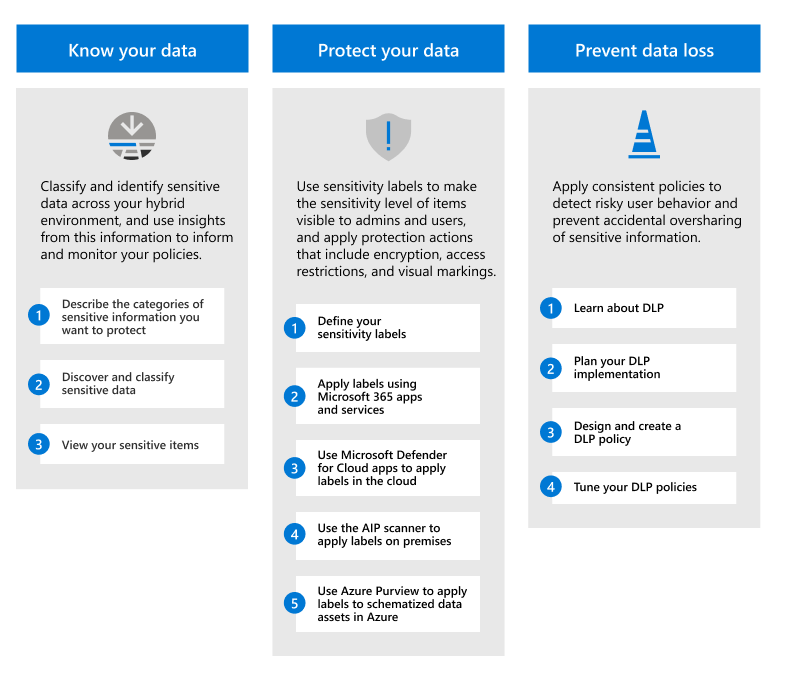 Know your data
Classify and identify sensitive
data across your hybrid
environment, and use insights
from this information to inform
and monitor your policies.
1
Describe the categories of
sensitive information you
want to protect
2
Discover and classify
sensitive data
3
View your sensitive items
Protect your data
Use sensitivity labels to make
the sensitivity level of items
visible to admins and users,
and apply protection actions
that include encryption, access
restrictions, and visual markings.
1
Define your
sensitivity labels
2
Apply labels using
Microsoft 365 apps
and services
3
Use Microsoft Defender
for Cloud apps to apply
labels in the cloud
4
Use the AIP scanner to
apply labels on premises
5
Use Azure Purview to apply
labels to schematized data
assets in Azure
Prevent data loss
Apply consistent policies to
detect risky user behavior and
prevent accidental oversharing
of sensitive information.
1
Learn about DLP
2
Plan your DLP
implementation
3
Design and create a
DLP policy
4
Tune your DLP policies